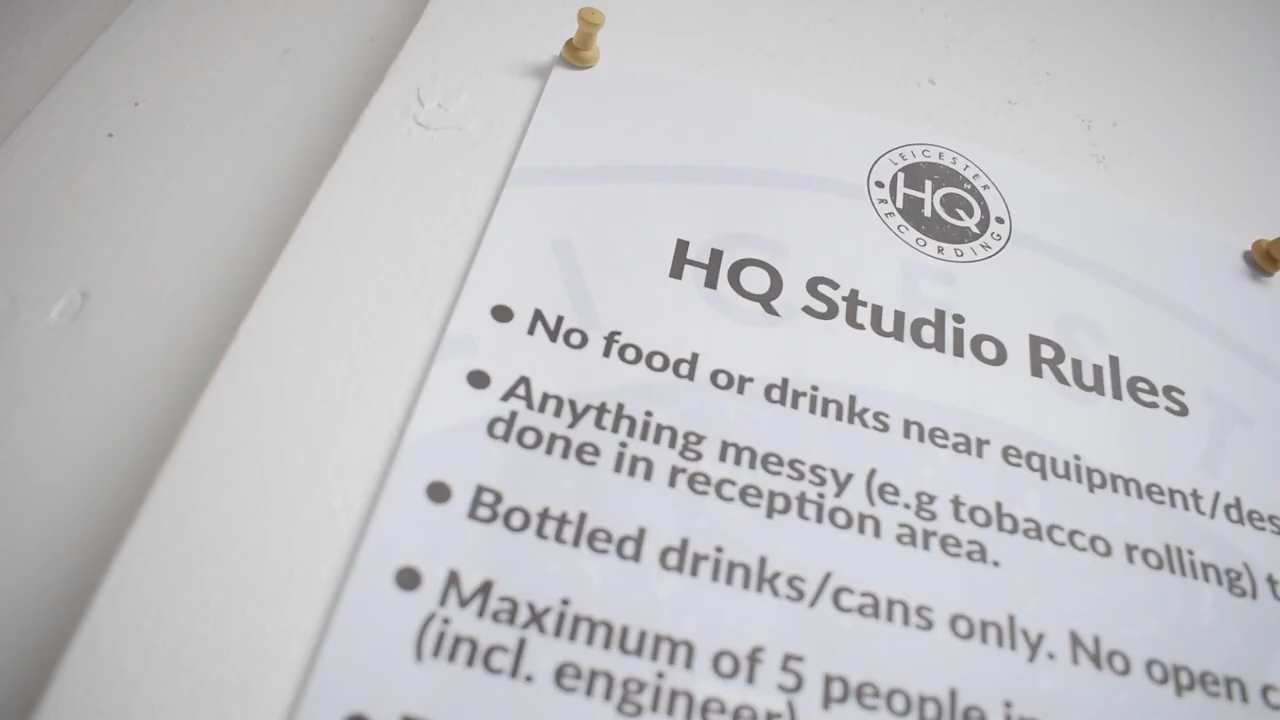 LEICESTER
HQ
RECORDING
HQ Studio Rules
• No food or drinks near equipment/des
• Anything messy (e.g tobacco rolling) t
done in reception area.
• Bottled drinks/cans only. No open c
• Maximum of 5 people in
(incl. engineer)